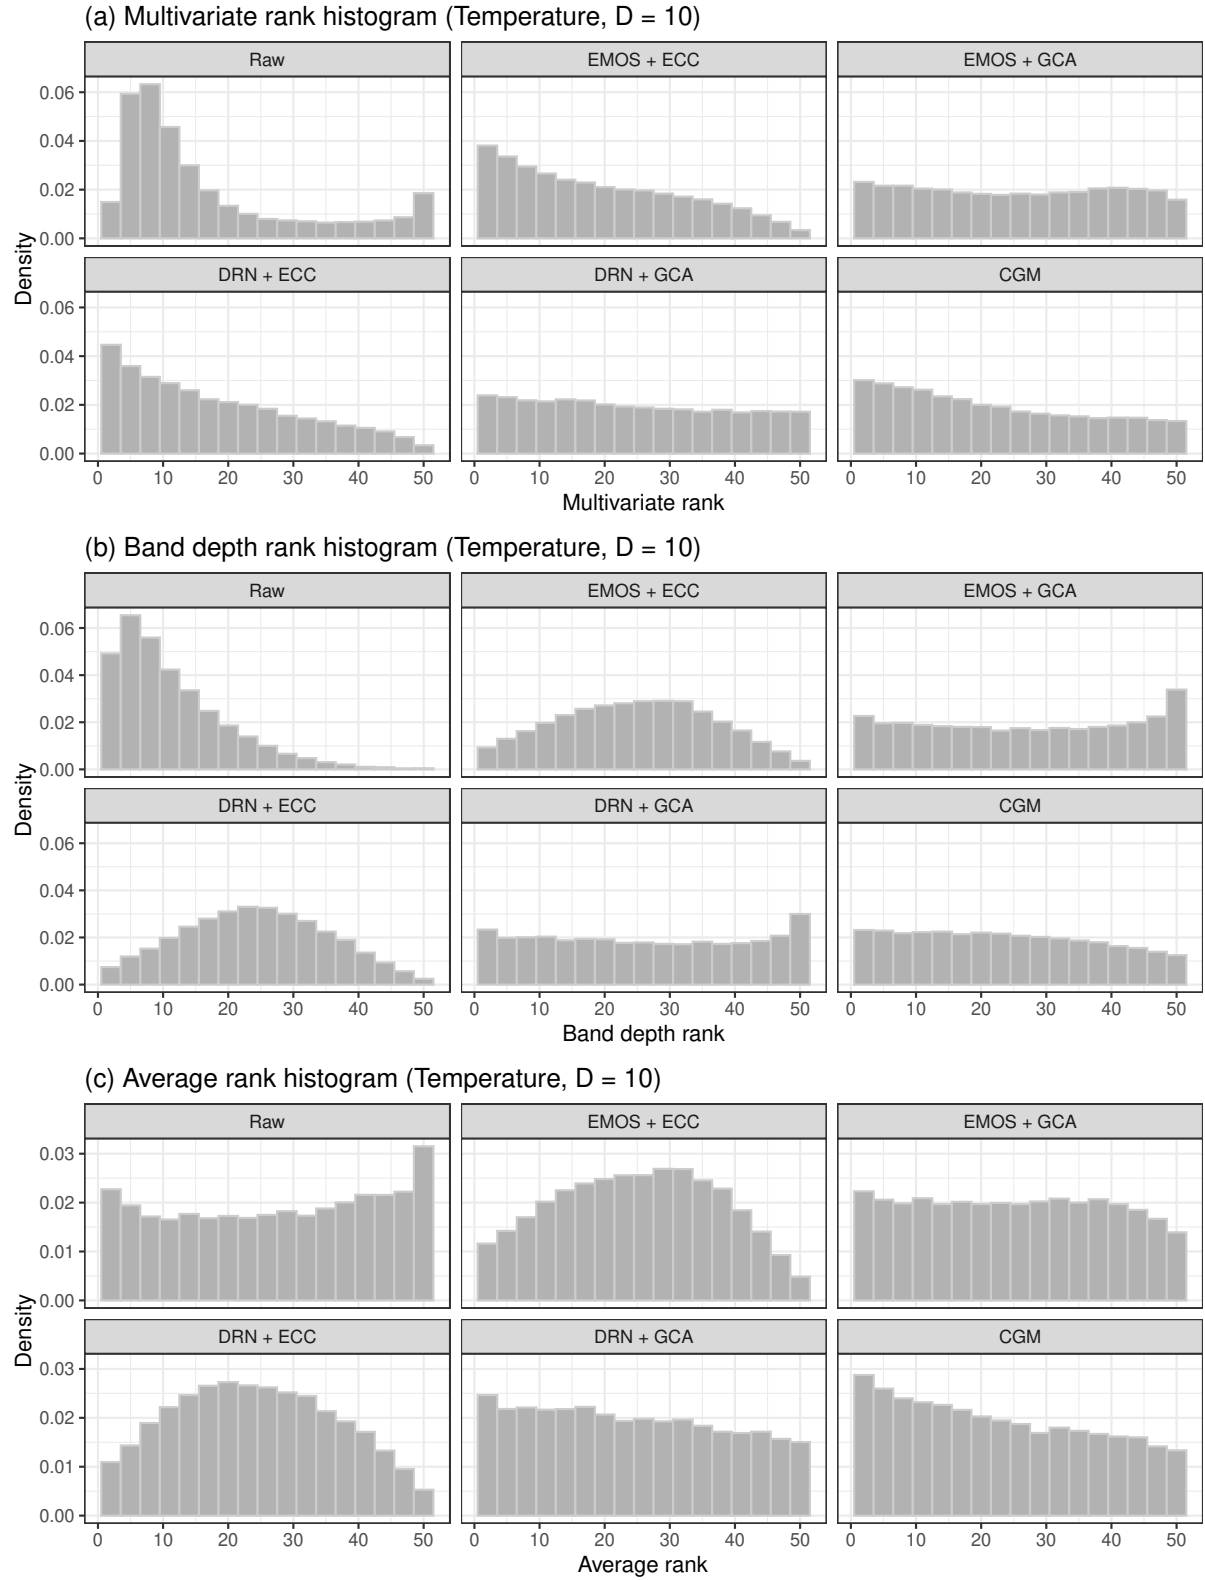 (a) Multivariate rank histogram (Temperature, D = 10)
Raw EMOS + ECC EMOS + GCA
0.06
0.04
0.02
0.00
Density
DRN + ECC DRN + GCA CGM
0.06
0.04
0.02
0.00
0 10 20 30 40 50 0 10 20 30 40 50 0 10 20 30 40 50
Multivariate rank
(b) Band depth rank histogram (Temperature, D = 10)
Raw EMOS + ECC EMOS + GCA
0.06
0.04
0.02
0.00
Density
DRN + ECC DRN + GCA CGM
0.06
0.04
0.02
0.00
0 10 20 30 40 50 0 10 20 30 40 50 0 10 20 30 40 50
Band depth rank
(c) Average rank histogram (Temperature, D = 10)
Raw EMOS + ECC EMOS + GCA
0.03
0.02
0.01
0.00
Density
DRN + ECC DRN + GCA CGM
0.03
0.02
0.01
0.00
0 10 20 30 40 50 0 10 20 30 40 50 0 10 20 30 40 50
Average rank